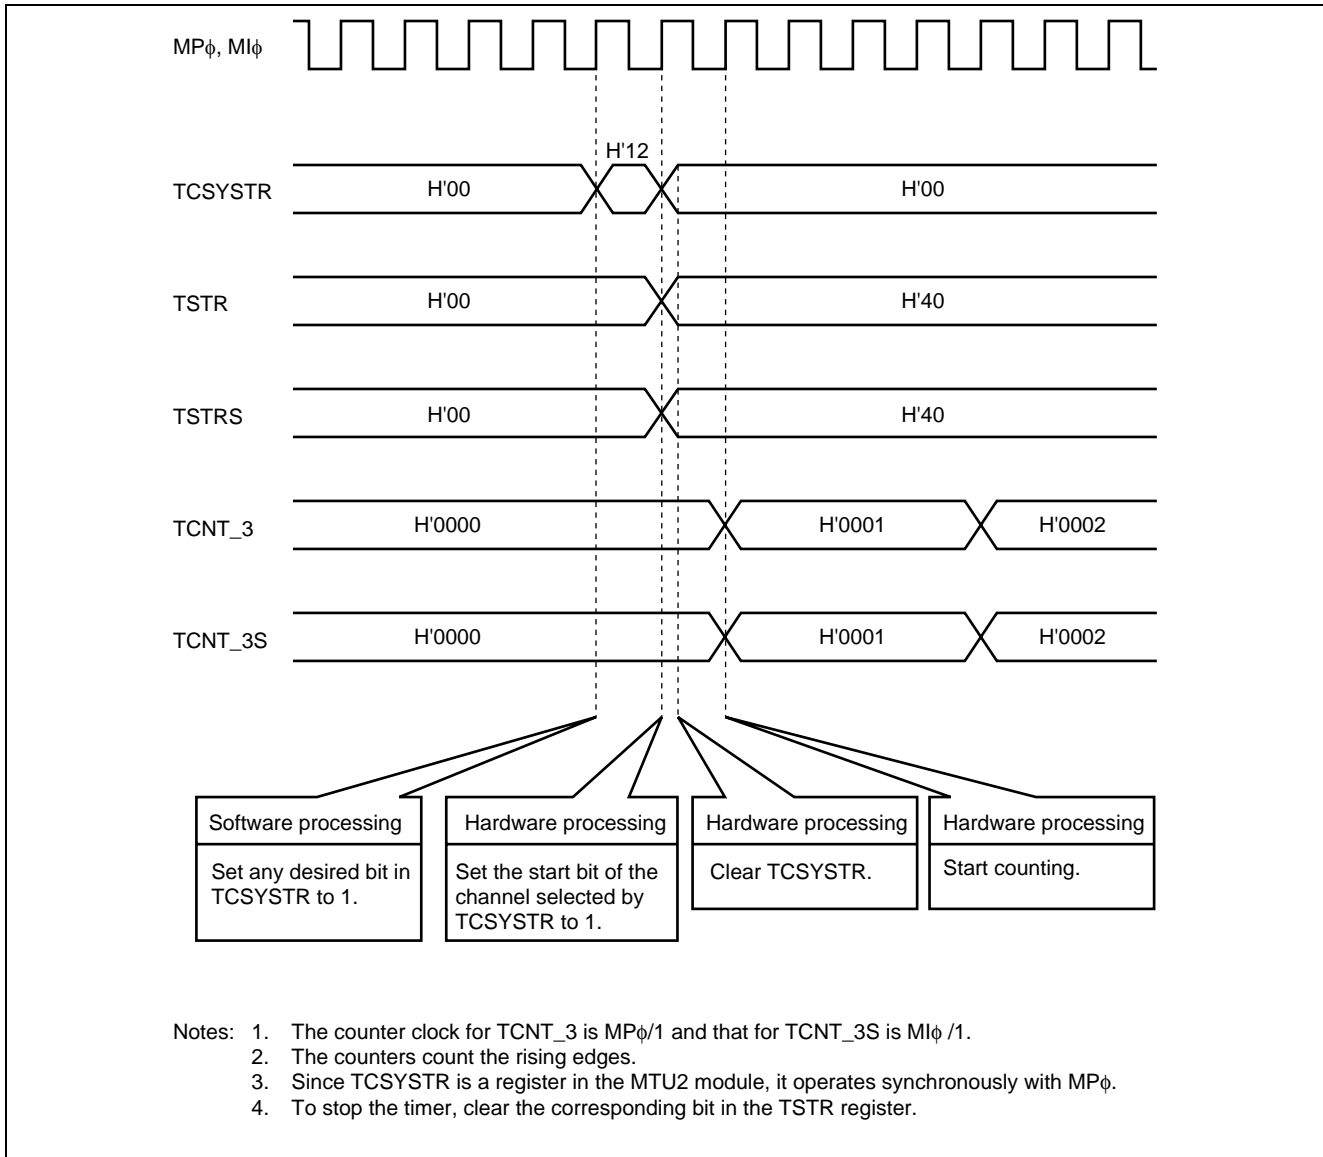 MPϕ, MIϕ
H'12
TCSYSTR H'00 H'00
TSTR H'00 H'40
TSTRS H'00 H'40
TCNT_3 H'0000 H'0001 H'0002
TCNT_3S H'0000 H'0001 H'0002
Software processing
Set any desired bit in
TCSYSTR to 1.
Hardware processing
Set the start bit of the
channel selected by
TCSYSTR to 1.
Hardware processing
Clear TCSYSTR.
Hardware processing
Start counting.
Notes: 1. The counter clock for TCNT_3 is MPϕ/1 and that for TCNT_3S is MIϕ /1.
2. The counters count the rising edges.
3. Since TCSYSTR is a register in the MTU2 module, it operates synchronously with MPϕ.
4. To stop the timer, clear the corresponding bit in the TSTR register.